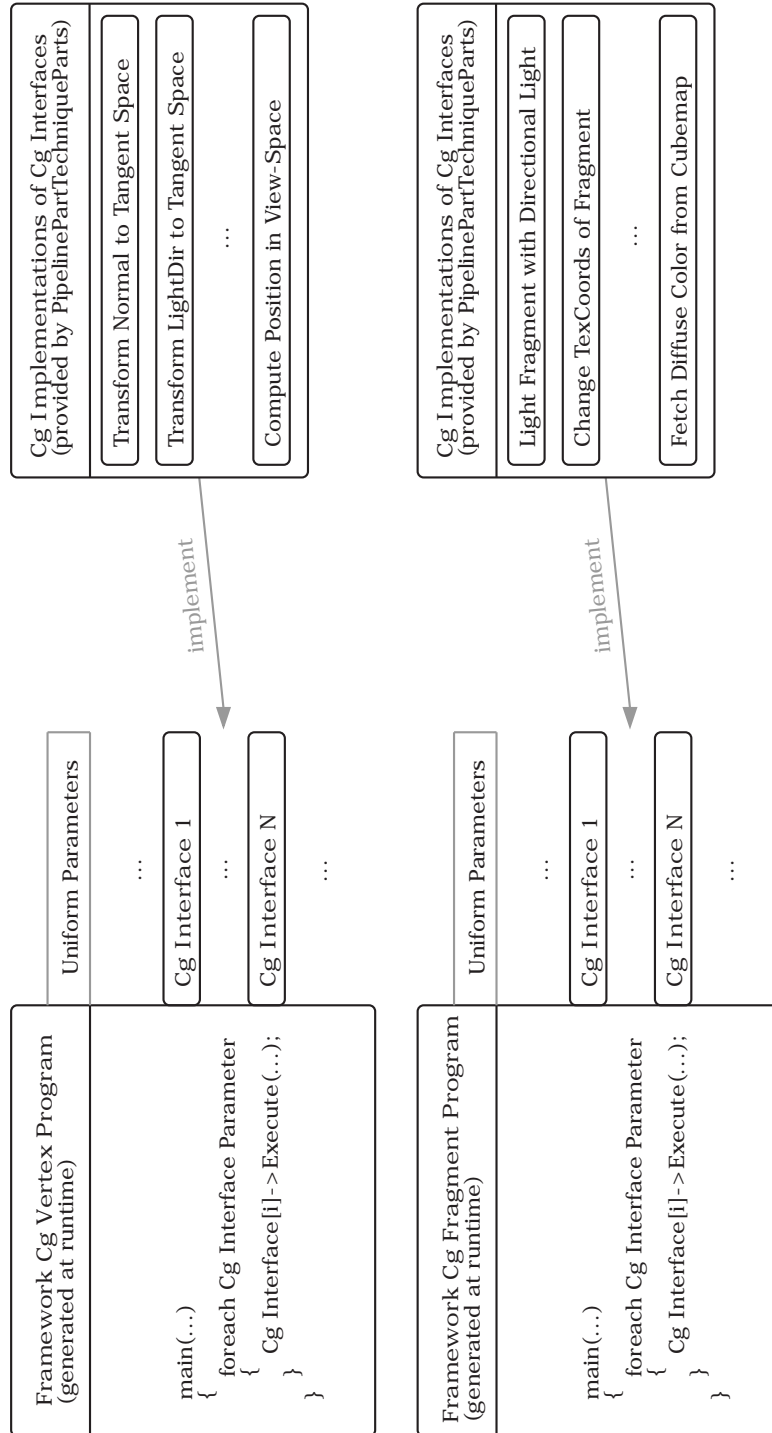 Framework Cg Vertex Program
(generated at runtime)
main(...)
{
foreach Cg Interface Parameter
{
Cg Interface[i]->Execute(...);
}
}
Uniform Parameters
...
Cg Interface 1
...
Cg Interface N
...
implement
Cg Implementations of Cg Interfaces
(provided by PipelinePartTechniqueParts)
Transform Normal to Tangent Space
Transform LightDir to Tangent Space
...
Compute Position in View-Space
Framework Cg Fragment Program
(generated at runtime)
main(...)
{
foreach Cg Interface Parameter
{
Cg Interface[i]->Execute(...);
}
}
Uniform Parameters
...
Cg Interface 1
...
Cg Interface N
...
implement
Cg Implementations of Cg Interfaces
(provided by PipelinePartTechniqueParts)
Light Fragment with Directional Light
Change TexCoords of Fragment
...
Fetch Diffuse Color from Cubemap